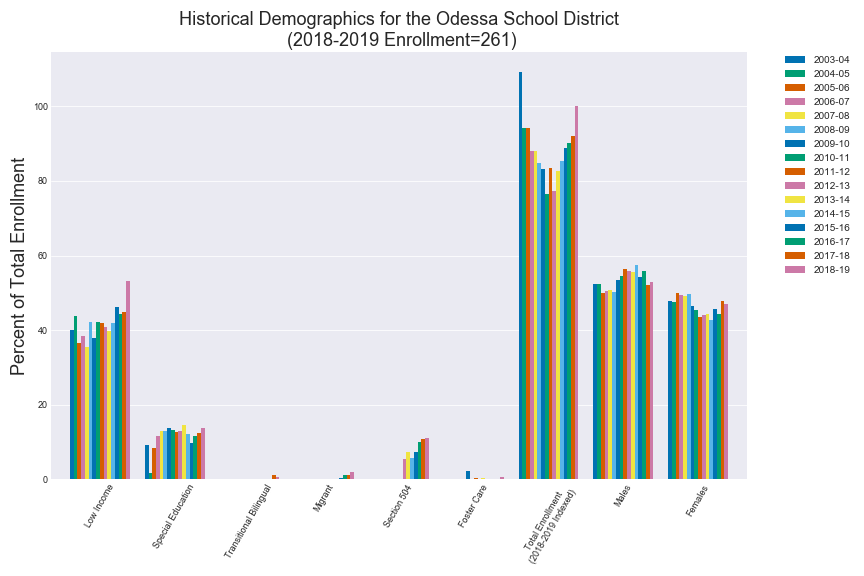 Historical Demographics for the Odessa School District
(2018-2019 Enrollment=261)
Percent of Total Enrollment
100
80
60
40
20
0
Low Income
Special Education
Transitional Bilingual
Migrant
Section 504
Foster Care
Total Enrollment
(2018-2019 Indexed)
Males
Females
2003-04
2004-05
2005-06
2006-07
2007-08
2008-09
2009-10
2010-11
2011-12
2012-13
2013-14
2014-15
2015-16
2016-17
2017-18
2018-19